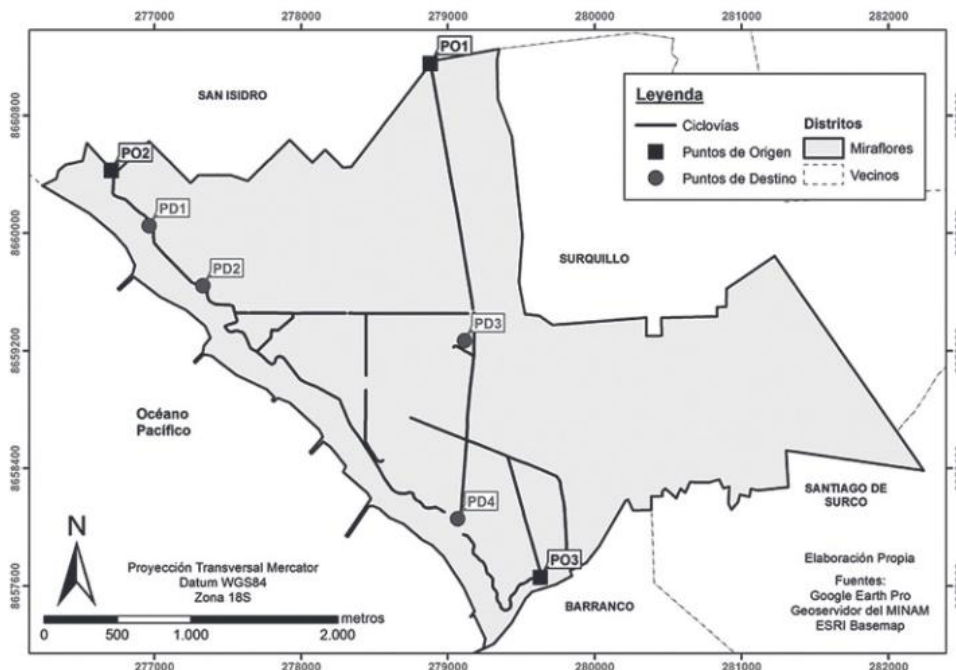 277000 278000 279000 280000 281000 282000
PO1
SAN ISIDRO
Leyenda
Ciclovías
Puntos de Origen
Puntos de Destino
Distritos
Miraflores
Vecinos
8660800
PO2
PD1
8660000
PD2
SURQUILLO
PD3
8659200
Océano
Pacífico
8658400
PD4
SANTIAGO DE
SURCO
N
Proyección Transversal Mercator
Datum WGS84
Zona 18S
PO3
8657600
BARRANCO
Elaboración Propia
Fuentes:
Google Earth Pro
Geoservidor del MINAM
ESRI Basemap
metros
0 500 1.000 2.000
277000 278000 279000 280000 281000 282000